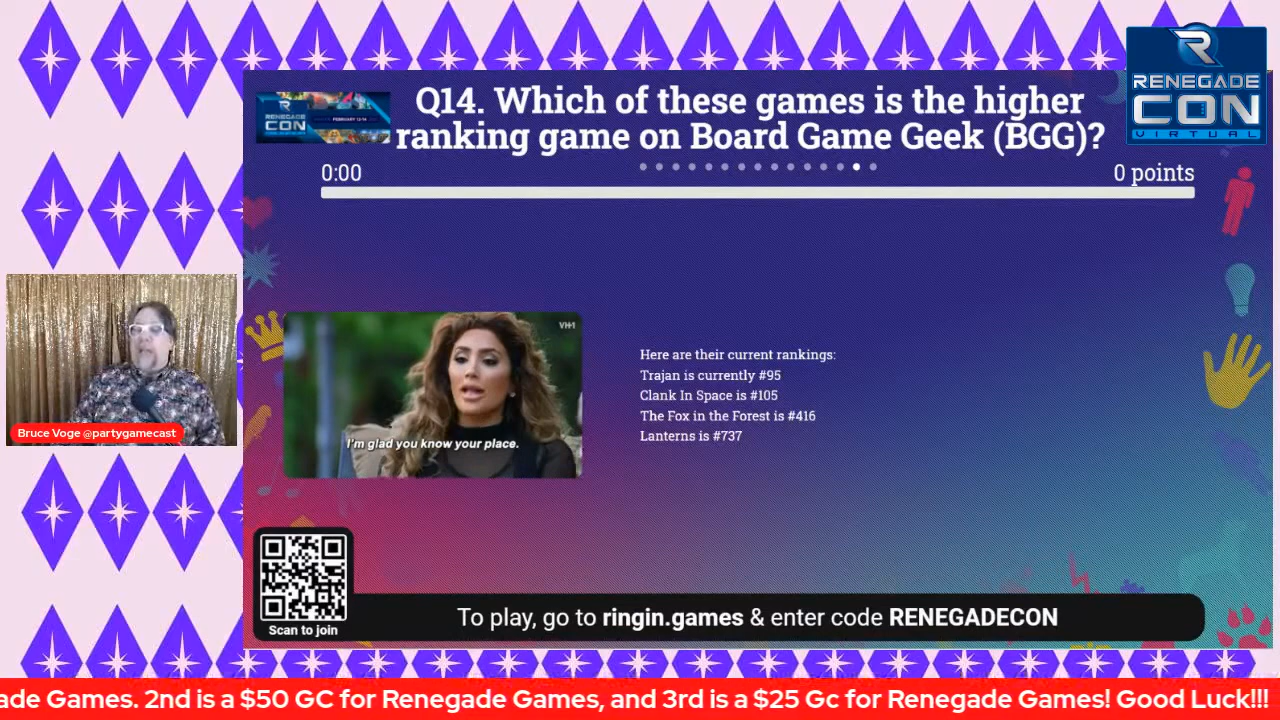 RENEGADE
CON
VIRTUAL
CON
FEBRUARY 12-14
Q14. Which of these games is the higher
ranking game on Board Game Geek (BGG)?
0:00
0 points
VH1
I'm glad you know your place.
Here are their current rankings:
Trajan is currently #95
Clank In Space is #105
The Fox in the Forest is #416
Lanterns is #737
Bruce Voge @partygamecast
Scan to join
To play, go to ringin.games & enter code RENEGADECON
ade Games. 2nd is a $50 GC for Renegade Games, and 3rd is a $25 Gc for Renegade Games! Good Luck!!!